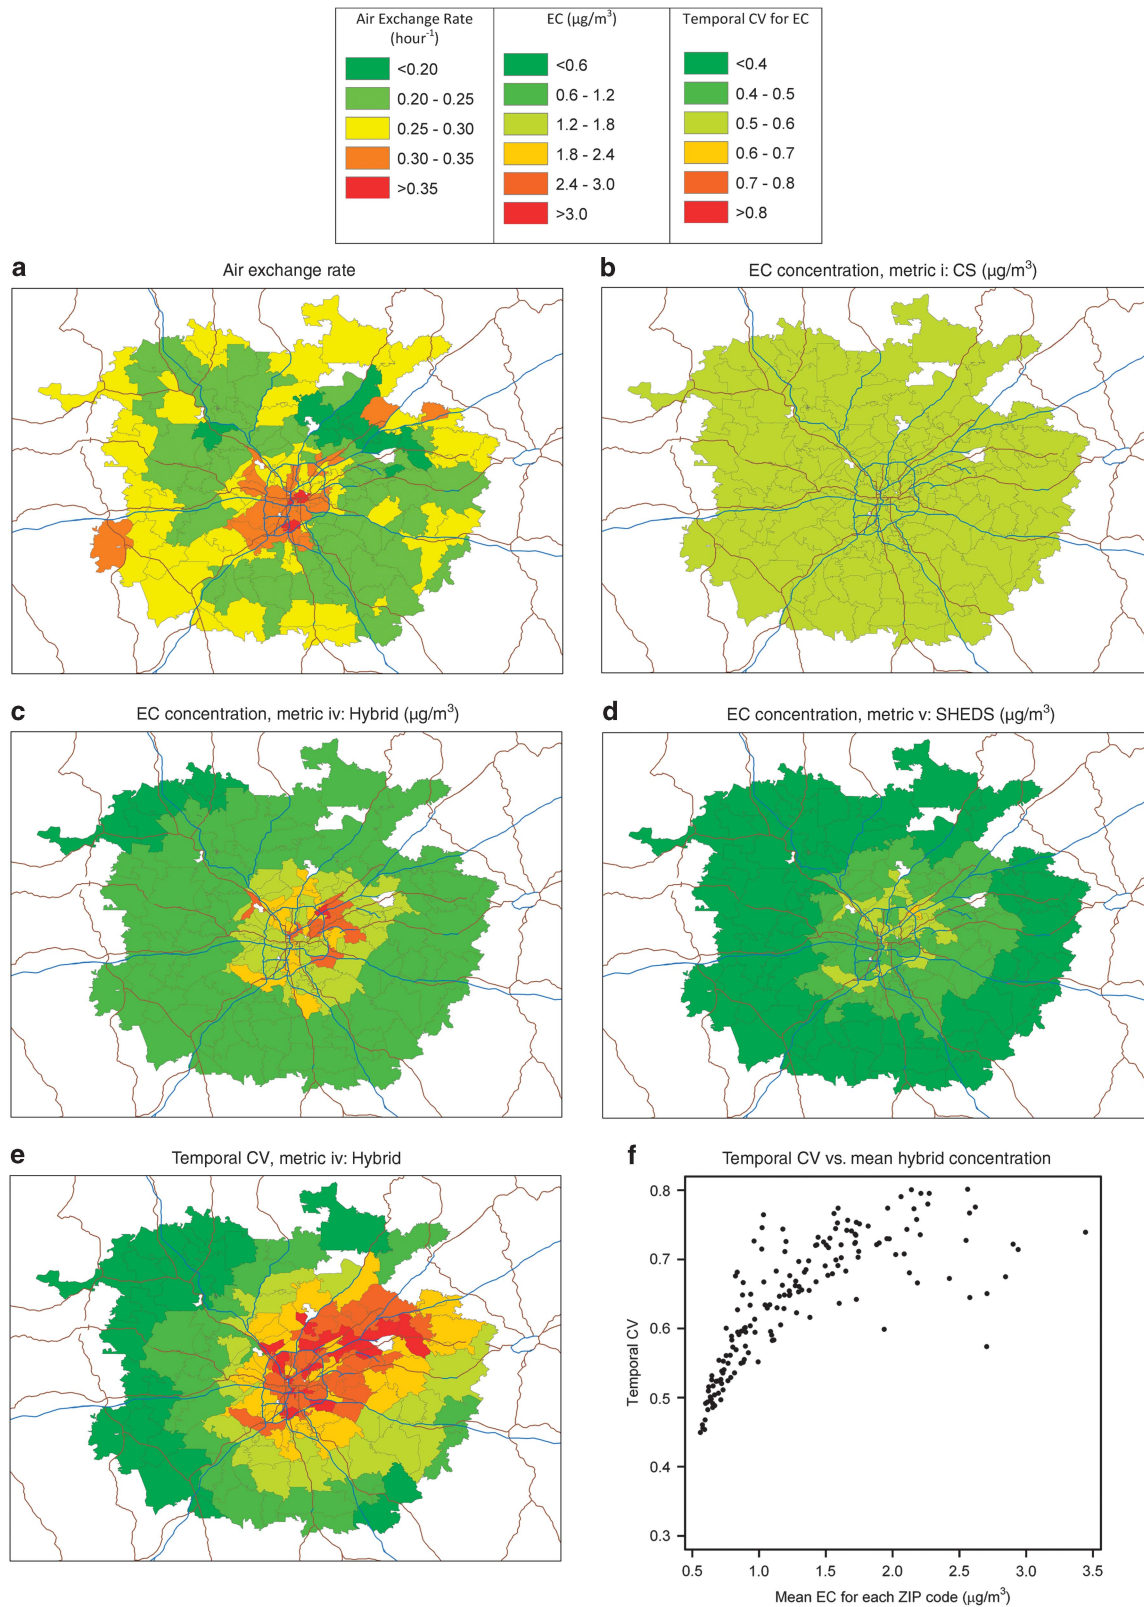 Air Exchange Rate
(hour⁻¹)
<0.20
0.20 - 0.25
0.25 - 0.30
0.30 - 0.35
>0.35
EC (µg/m³)
<0.6
0.6 - 1.2
1.2 - 1.8
1.8 - 2.4
2.4 - 3.0
>3.0
Temporal CV for EC
<0.4
0.4 - 0.5
0.5 - 0.6
0.6 - 0.7
0.7 - 0.8
>0.8
a
Air exchange rate
b
EC concentration, metric i: CS (µg/m³)
c
EC concentration, metric iv: Hybrid (µg/m³)
d
EC concentration, metric v: SHEDS (µg/m³)
e
Temporal CV, metric iv: Hybrid
f
Temporal CV vs. mean hybrid concentration
Temporal CV
0.8
0.7
0.6
0.5
0.4
0.3
0.5 1.0 1.5 2.0 2.5 3.0 3.5
Mean EC for each ZIP code (µg/m³)